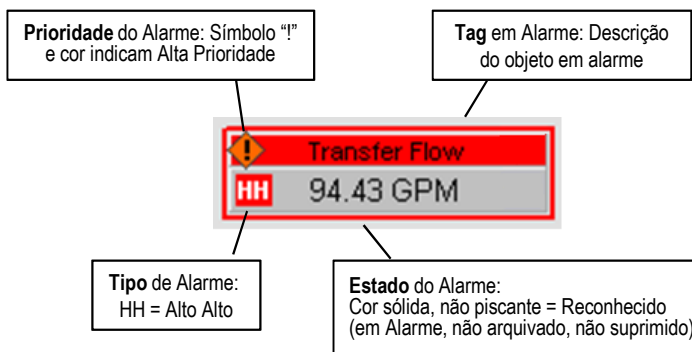 Prioridade do Alarme: Símbolo “!”
e cor indicam Alta Prioridade
Tag em Alarme: Descrição
do objeto em alarme
!
Transfer Flow
HH
94.43 GPM
Tipo de Alarme:
HH = Alto Alto
Estado do Alarme:
Cor sólida, não piscante = Reconhecido
(em Alarme, não arquivado, não suprimido)